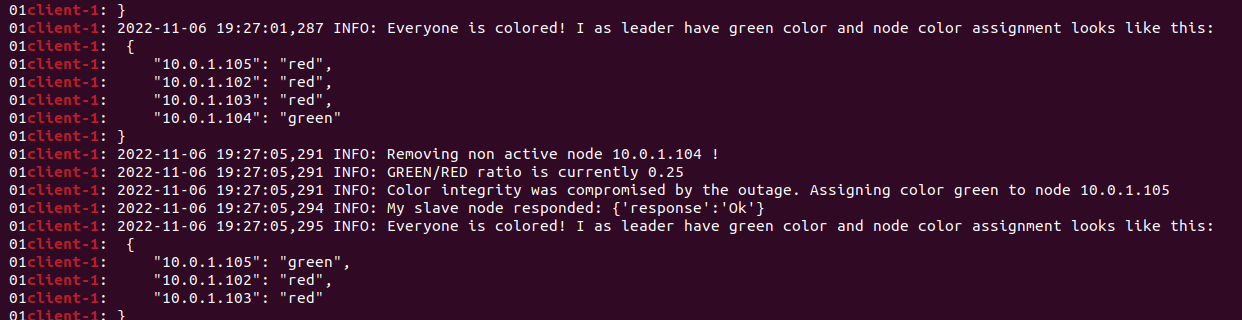 01client-1: }
01client-1: 2022-11-06 19:27:01,287 INFO: Everyone is colored! I as leader have green color and node color assignment looks like this:
01client-1:  {
01client-1:     "10.0.1.105": "red",
01client-1:     "10.0.1.102": "red",
01client-1:     "10.0.1.103": "red",
01client-1:     "10.0.1.104": "green"
01client-1: }
01client-1: 2022-11-06 19:27:05,291 INFO: Removing non active node 10.0.1.104 !
01client-1: 2022-11-06 19:27:05,291 INFO: GREEN/RED ratio is currently 0.25
01client-1: 2022-11-06 19:27:05,291 INFO: Color integrity was compromised by the outage. Assigning color green to node 10.0.1.105
01client-1: 2022-11-06 19:27:05,294 INFO: My slave node responded: {'response':'Ok'}
01client-1: 2022-11-06 19:27:05,295 INFO: Everyone is colored! I as leader have green color and node color assignment looks like this:
01client-1:  {
01client-1:     "10.0.1.105": "green",
01client-1:     "10.0.1.102": "red",
01client-1:     "10.0.1.103": "red"
01client-1: }